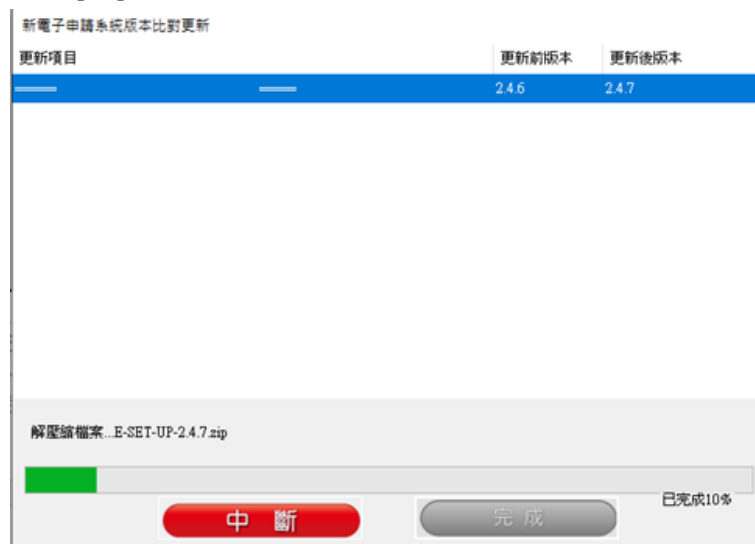 新電子申請系統版本比對更新
更新項目 更新前版本 更新後版本
2.4.6 2.4.7
解壓縮檔案...E-SET-UP-2.4.7.zip
已完成10%
中 斷 完 成